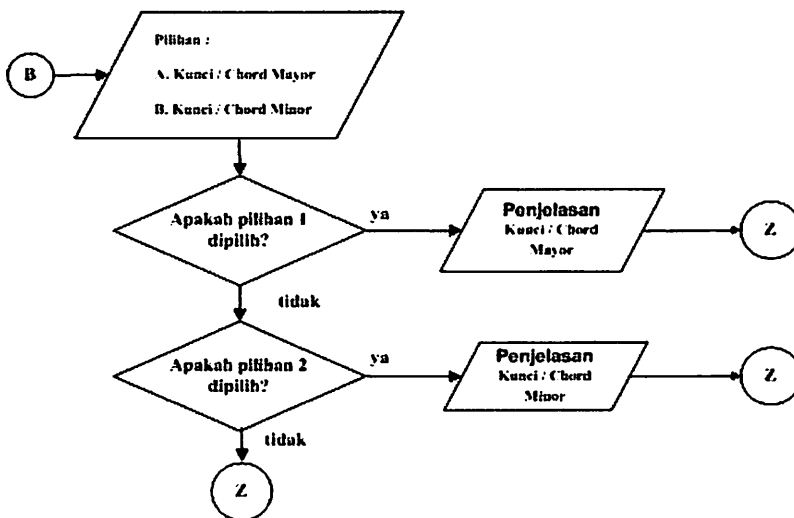 Pilihan :
B
A. Kunci / Chord Mayor
B. Kunci / Chord Minor
Apakah pilihan 1
dipilih?
ya
Penjelasan
Kunci / Chord
Mayor
Z
tidak
Apakah pilihan 2
dipilih?
ya
Penjelasan
Kunci / Chord
Minor
Z
tidak
Z